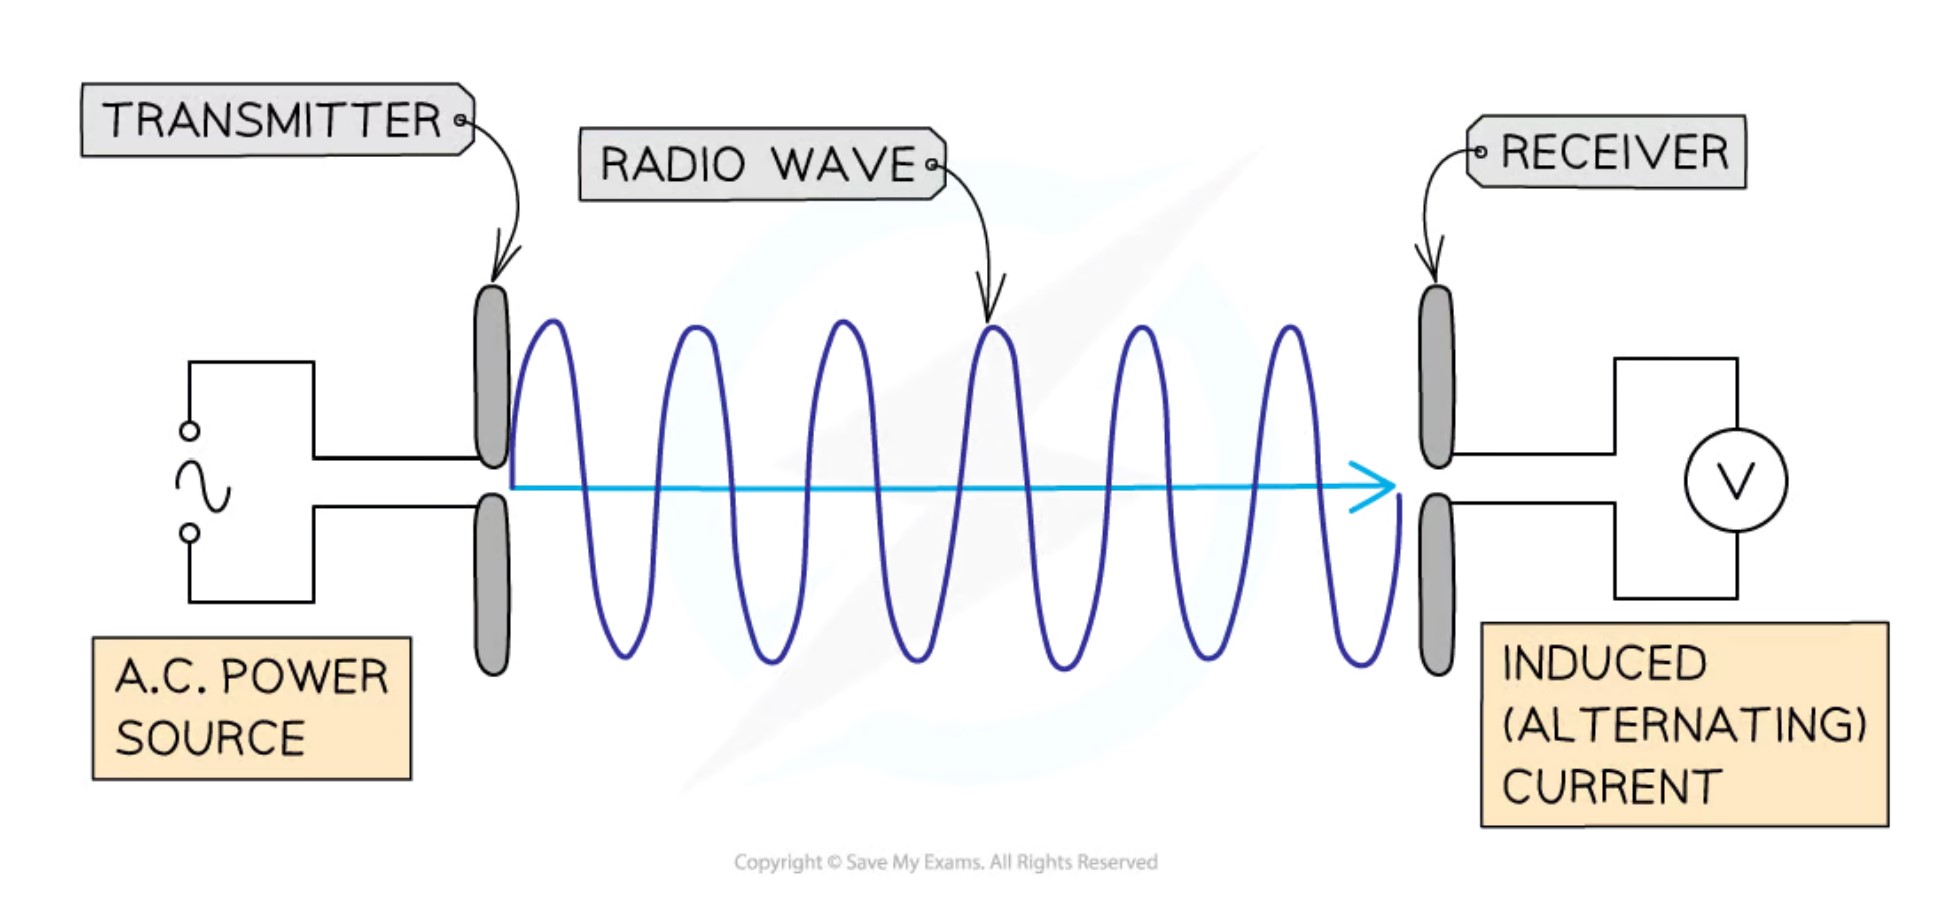 TRANSMITTER
RADIO WAVE
RECEIVER
V
A.C. POWER
SOURCE
INDUCED
(ALTERNATING)
CURRENT
Copyright © Save My Exams. All Rights Reserved